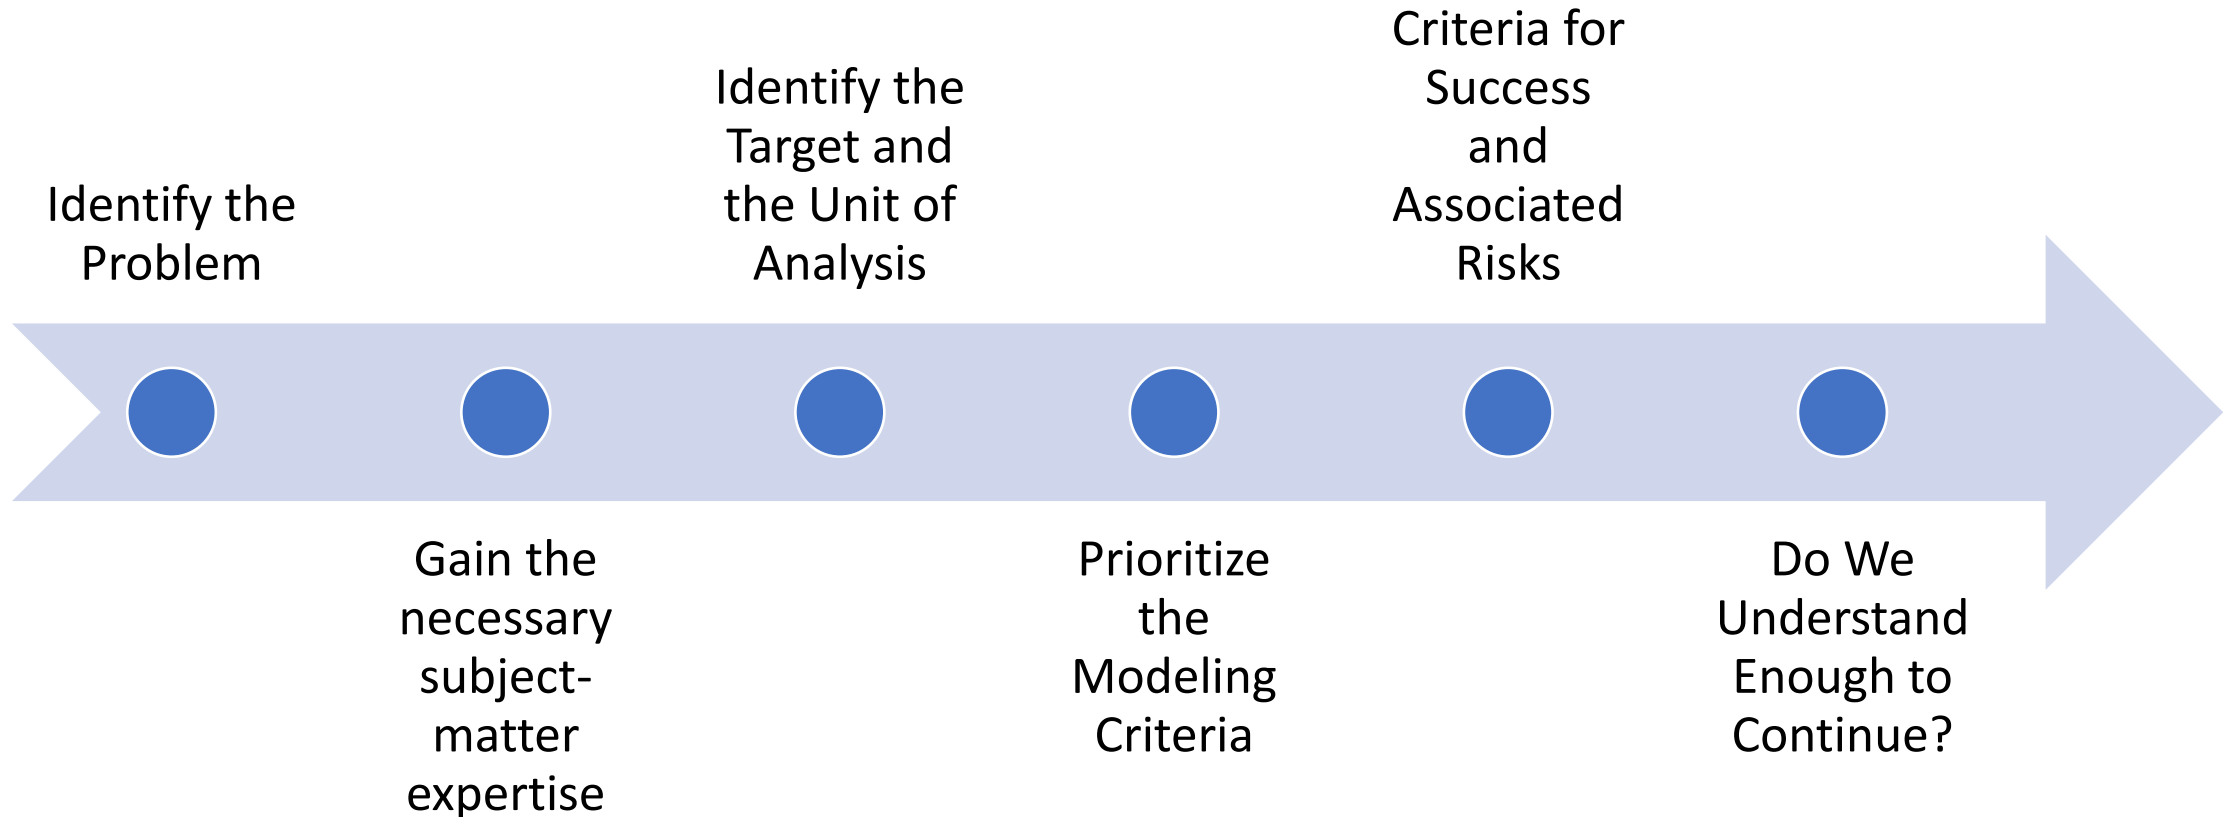 Identify the
Problem
Gain the
necessary
subject-
matter
expertise
Identify the
Target and
the Unit of
Analysis
Prioritize
the
Modeling
Criteria
Criteria for
Success
and
Associated
Risks
Do We
Understand
Enough to
Continue?